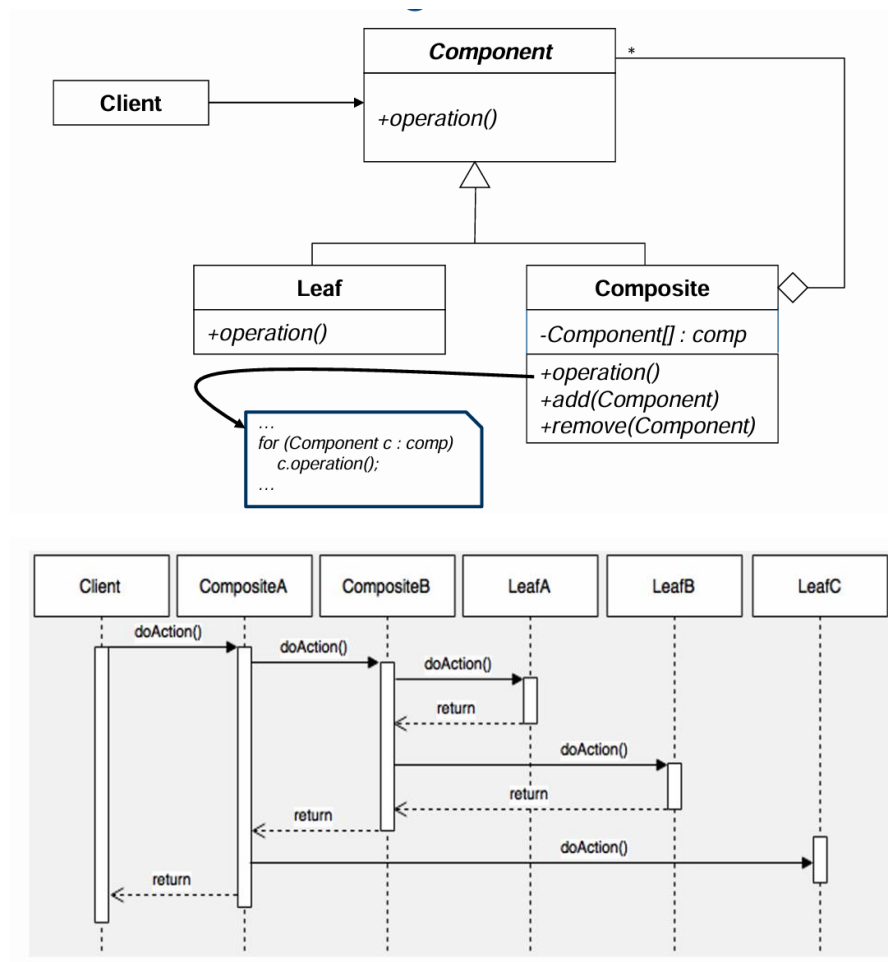 Component
*
Client
+operation()
Leaf
Composite
+operation()
-Component[] : comp
+operation()
+add(Component)
+remove(Component)
...
for (Component c : comp)
c.operation();
...
Client
CompositeA
CompositeB
LeafA
LeafB
LeafC
doAction()
doAction()
doAction()
return
doAction()
return
return
doAction()
return